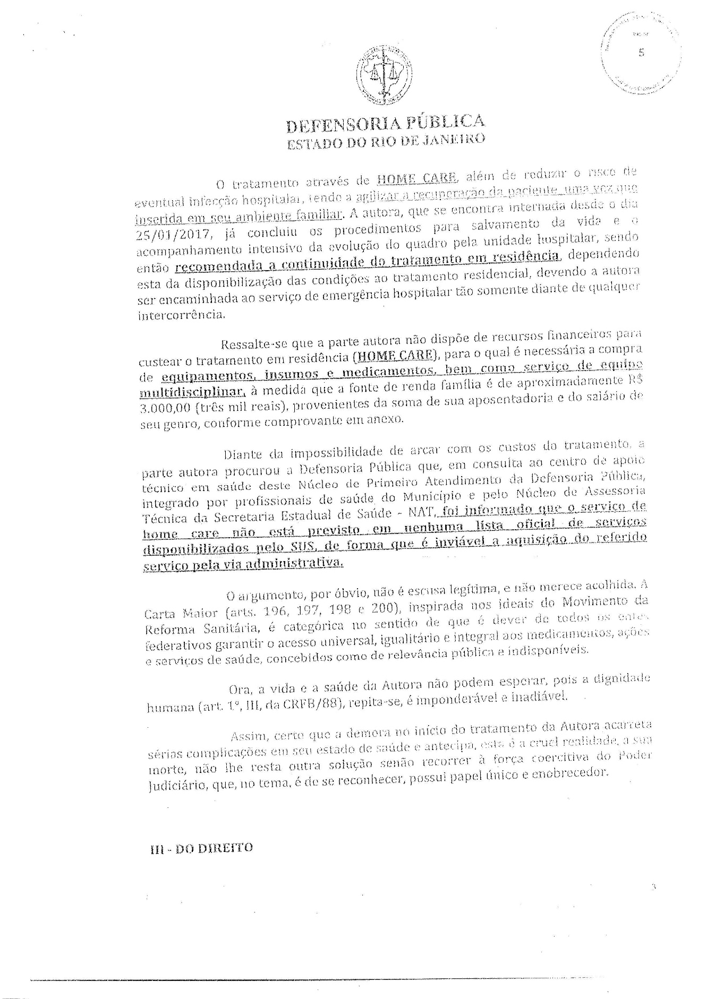 5
DEFENSORIA PÚBLICA
ESTADO DO RIO DE JANEIRO
O tratamento através de HOME CARE, além de reduzir o risco de
eventual infecção hospitalar, tende a agilizar a recuperação da paciente, uma vez que
inserida em seu ambiente familiar. A autora, que se encontra internada desde o dia
25/01/2017, já concluiu os procedimentos para salvamento da vida e o
acompanhamento intensivo da evolução do quadro pela unidade hospitalar, sendo
então recomendada a continuidade do tratamento em residência, dependendo
esta da disponibilização das condições ao tratamento residencial, devendo a autora
ser encaminhada ao serviço de emergência hospitalar tão somente diante de qualquer
intercorrência.
Ressalte-se que a parte autora não dispõe de recursos financeiros para
custear o tratamento em residência (HOME CARE), para o qual é necessária a compra
de equipamentos, insumos e medicamentos, bem como serviço de equipe
multidisciplinar, à medida que a fonte de renda família é de aproximadamente R$
3.000,00 (três mil reais), provenientes da soma de sua aposentadoria e do salário de
seu genro, conforme comprovante em anexo.
Diante da impossibilidade de arcar com os custos do tratamento, a
parte autora procurou a Defensoria Pública que, em consulta ao centro de apoio
técnico em saúde deste Núcleo de Primeiro Atendimento da Defensoria Pública,
integrado por profissionais de saúde do Município e pelo Núcleo de Assessoria
Técnica da Secretaria Estadual de Saúde - NAT, foi informado que o serviço de
home care não está previsto em nenhuma lista oficial de serviços
disponibilizados pelo SUS, de forma que é inviável a aquisição do referido
serviço pela via administrativa.
O argumento, por óbvio, não é escusa legítima, e não merece acolhida. A
Carta Maior (arts. 196, 197, 198 e 200), inspirada nos ideais do Movimento da
Reforma Sanitária, é categórica no sentido de que é dever de todos os entes
federativos garantir o acesso universal, igualitário e integral aos medicamentos, ações
e serviços de saúde, concebidos como de relevância pública e indisponíveis.
Ora, a vida e a saúde da Autora não podem esperar, pois a dignidade
humana (art. 1º, III, da CRFB/88), repita-se, é imponderável e inadiável.
Assim, certo que a demora no início do tratamento da Autora acarreta
sérias complicações em seu estado de saúde e antecipa, esta é a cruel realidade, a sua
morte, não lhe resta outra solução senão recorrer à força coercitiva do Poder
Judiciário, que, no tema, é de se reconhecer, possui papel único e enobrecedor.
III - DO DIREITO
3